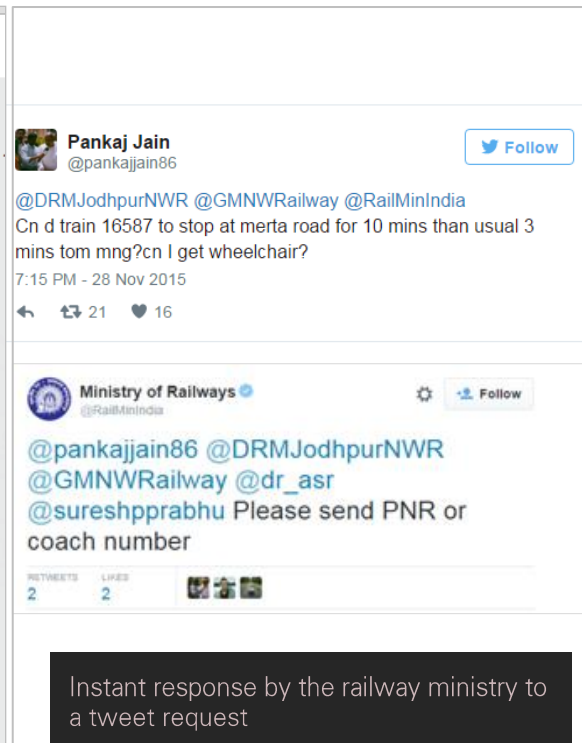 Pankaj Jain
@pankajjain86
Follow
@DRMJodhpurNWR @GMNWRailway @RailMinIndia
Cn d train 16587 to stop at merta road for 10 mins than usual 3
mins tom mng?cn I get wheelchair?
7:15 PM - 28 Nov 2015
21 16
Ministry of Railways
@RailMinIndia
Follow
@pankajjain86 @DRMJodhpurNWR
@GMNWRailway @dr_asr
@sureshpprabhu Please send PNR or
coach number
RETWEETS LIKES
2 2
Instant response by the railway ministry to
a tweet request